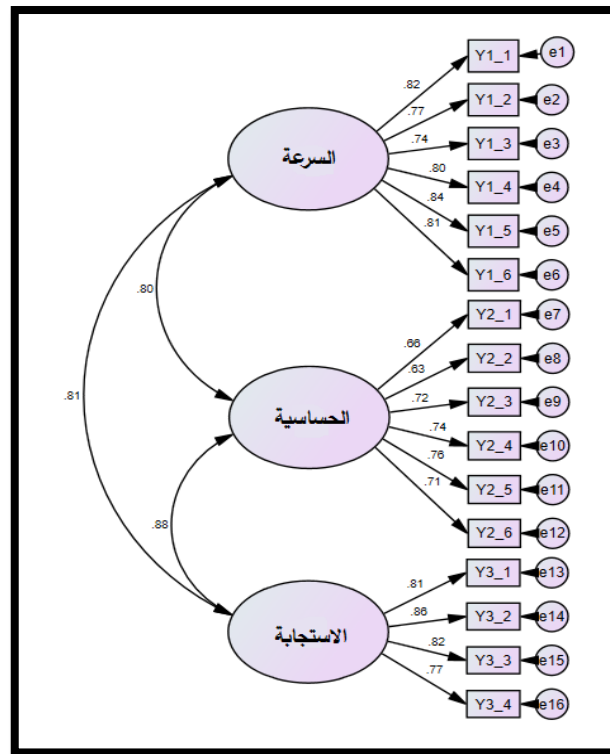 Y1_1 e1
.82
Y1_2 e2
.77
Y1_3 e3
.74
السرعة
Y1_4 e4
.80
Y1_5 e5
.84
Y1_6 e6
.81
.80
Y2_1 e7
.66
Y2_2 e8
.63
Y2_3 e9
.72
.81
الحساسية
Y2_4 e10
.74
Y2_5 e11
.76
Y2_6 e12
.71
.88
Y3_1 e13
.81
Y3_2 e14
.86
الاستجابة
Y3_3 e15
.82
Y3_4 e16
.77